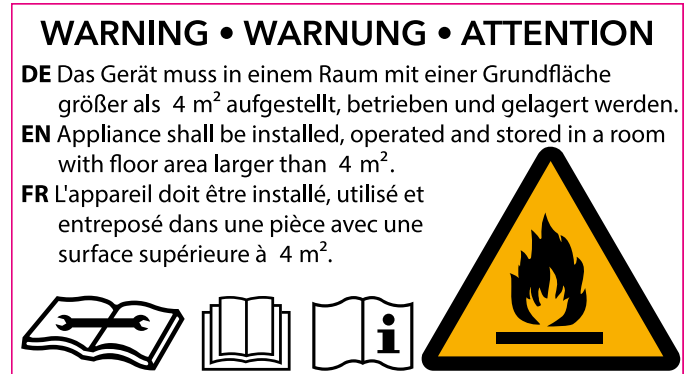 WARNING • WARNUNG • ATTENTION
DE Das Gerät muss in einem Raum mit einer Grundfläche
größer als 4 m² aufgestellt, betrieben und gelagert werden.
EN Appliance shall be installed, operated and stored in a room
with floor area larger than 4 m².
FR L'appareil doit être installé, utilisé et
entreposé dans une pièce avec une
surface supérieure à 4 m².
i